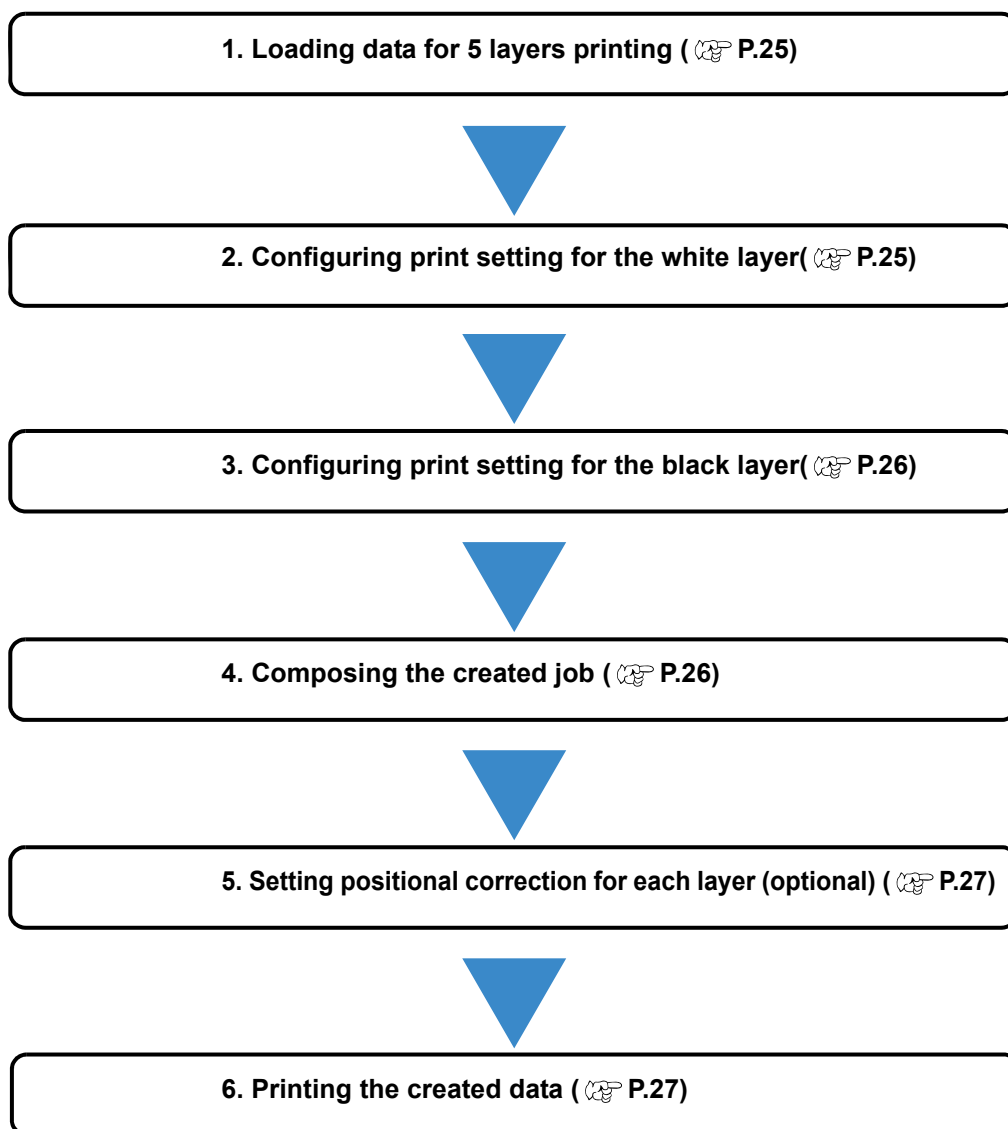 1. Loading data for 5 layers printing ( P.25)
2. Configuring print setting for the white layer( P.25)
3. Configuring print setting for the black layer( P.26)
4. Composing the created job ( P.26)
5. Setting positional correction for each layer (optional) ( P.27)
6. Printing the created data ( P.27)